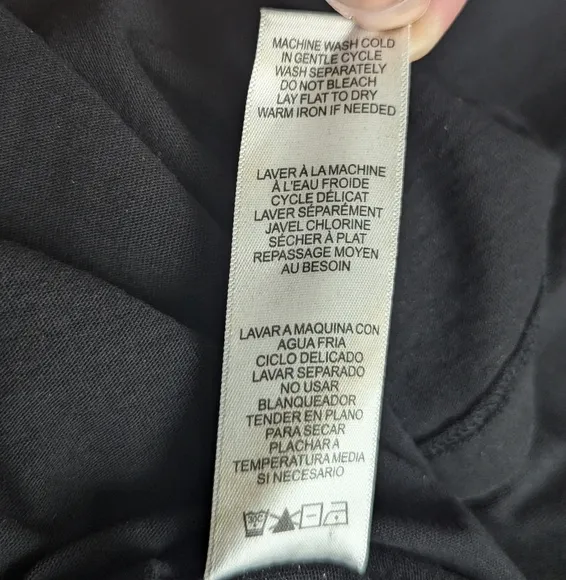 MACHINE WASH COLD
IN GENTLE CYCLE
WASH SEPARATELY
DO NOT BLEACH
LAY FLAT TO DRY
WARM IRON IF NEEDED
LAVER À LA MACHINE
À L'EAU FROIDE
CYCLE DÉLICAT
LAVER SÉPARÉMENT
JAVEL CHLORINE
SÉCHER À PLAT
REPASSAGE MOYEN
AU BESOIN
LAVAR A MAQUINA CON
AGUA FRIA
CICLO DELICADO
LAVAR SEPARADO
NO USAR
BLANQUEADOR
TENDER EN PLANO
PARA SECAR
PLACHAR A
TEMPERATURA MEDIA
SI NECESARIO